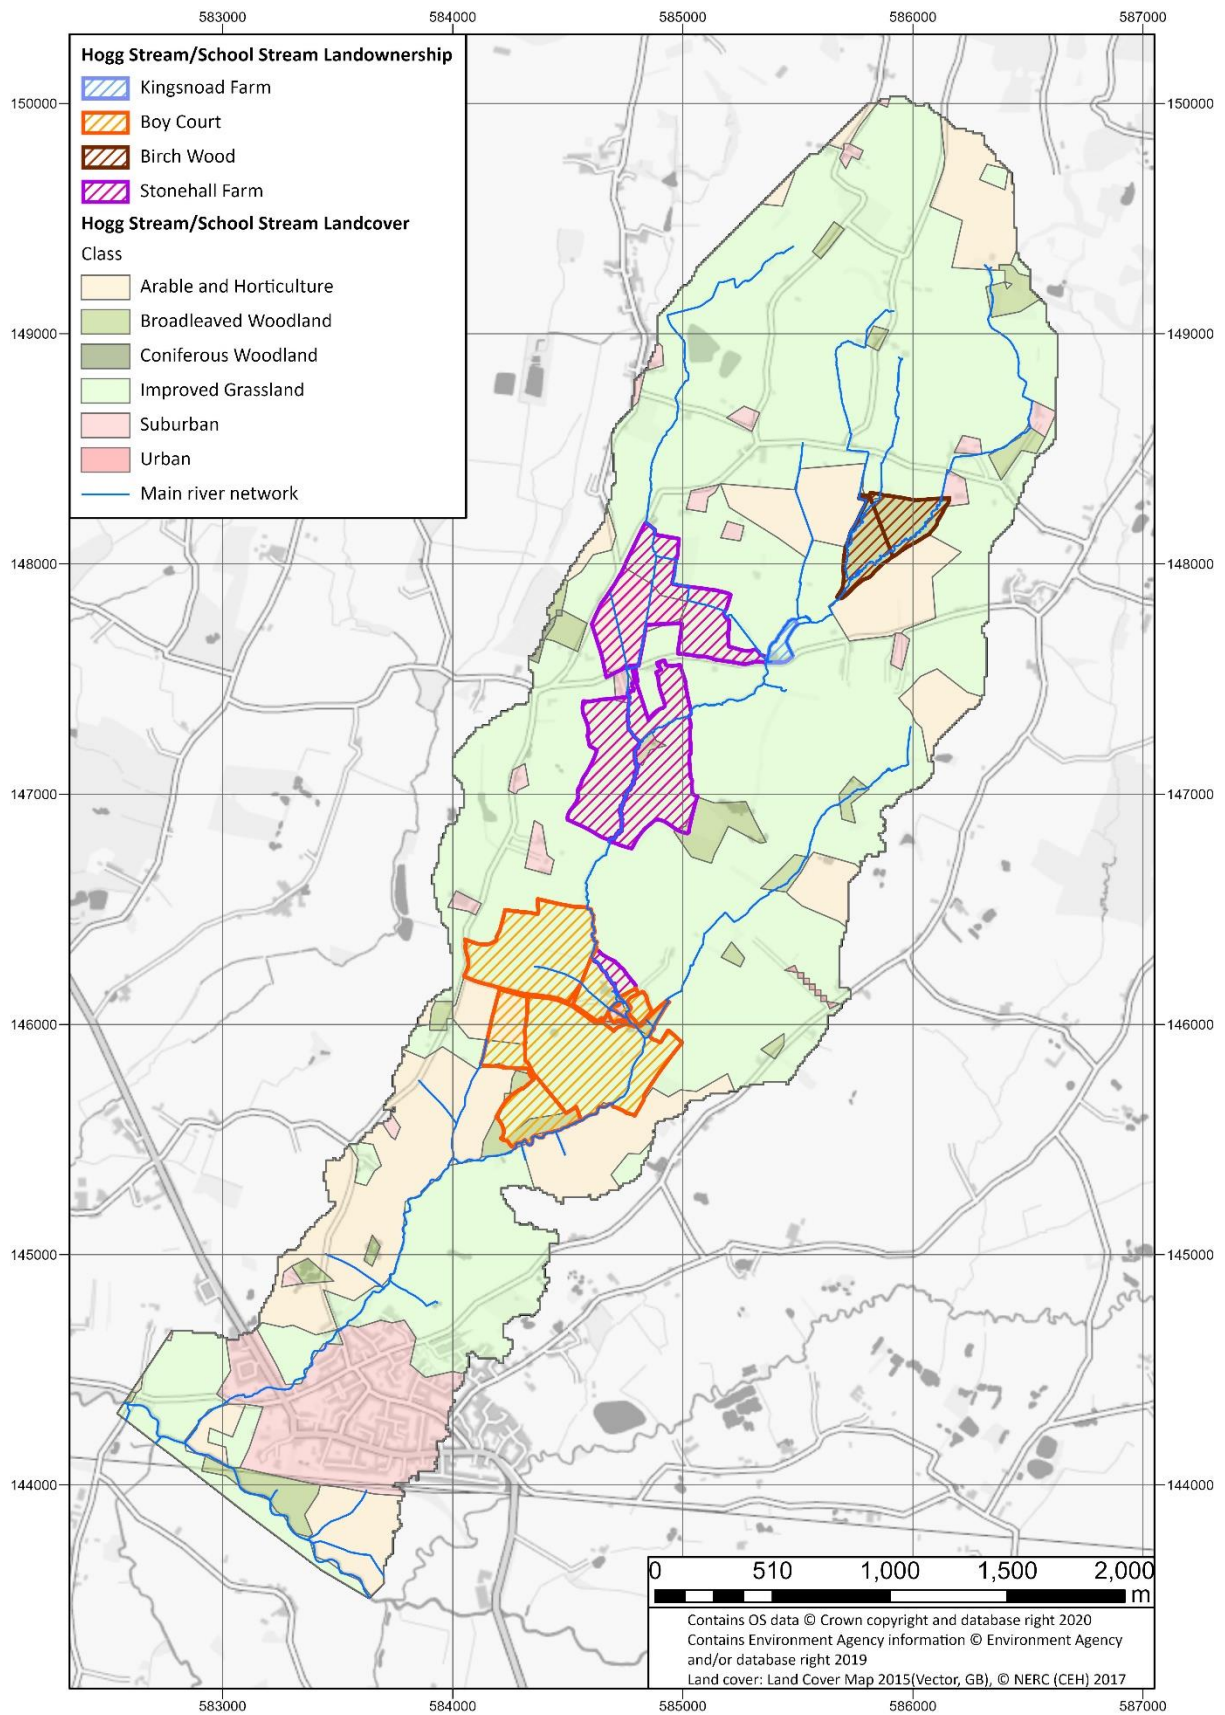 583000 584000 585000 586000 587000
Hogg Stream/School Stream Landownership
Kingsnoad Farm
Boy Court
Birch Wood
Stonehall Farm
Hogg Stream/School Stream Landcover
Class
Arable and Horticulture
Broadleaved Woodland
Coniferous Woodland
Improved Grassland
Suburban
Urban
Main river network
150000 150000
149000 149000
148000 148000
147000 147000
146000 146000
145000 145000
144000 144000
0 510 1,000 1,500 2,000
m
Contains OS data © Crown copyright and database right 2020
Contains Environment Agency information © Environment Agency
and/or database right 2019
Land cover: Land Cover Map 2015(Vector, GB), © NERC (CEH) 2017
583000 584000 585000 586000 587000